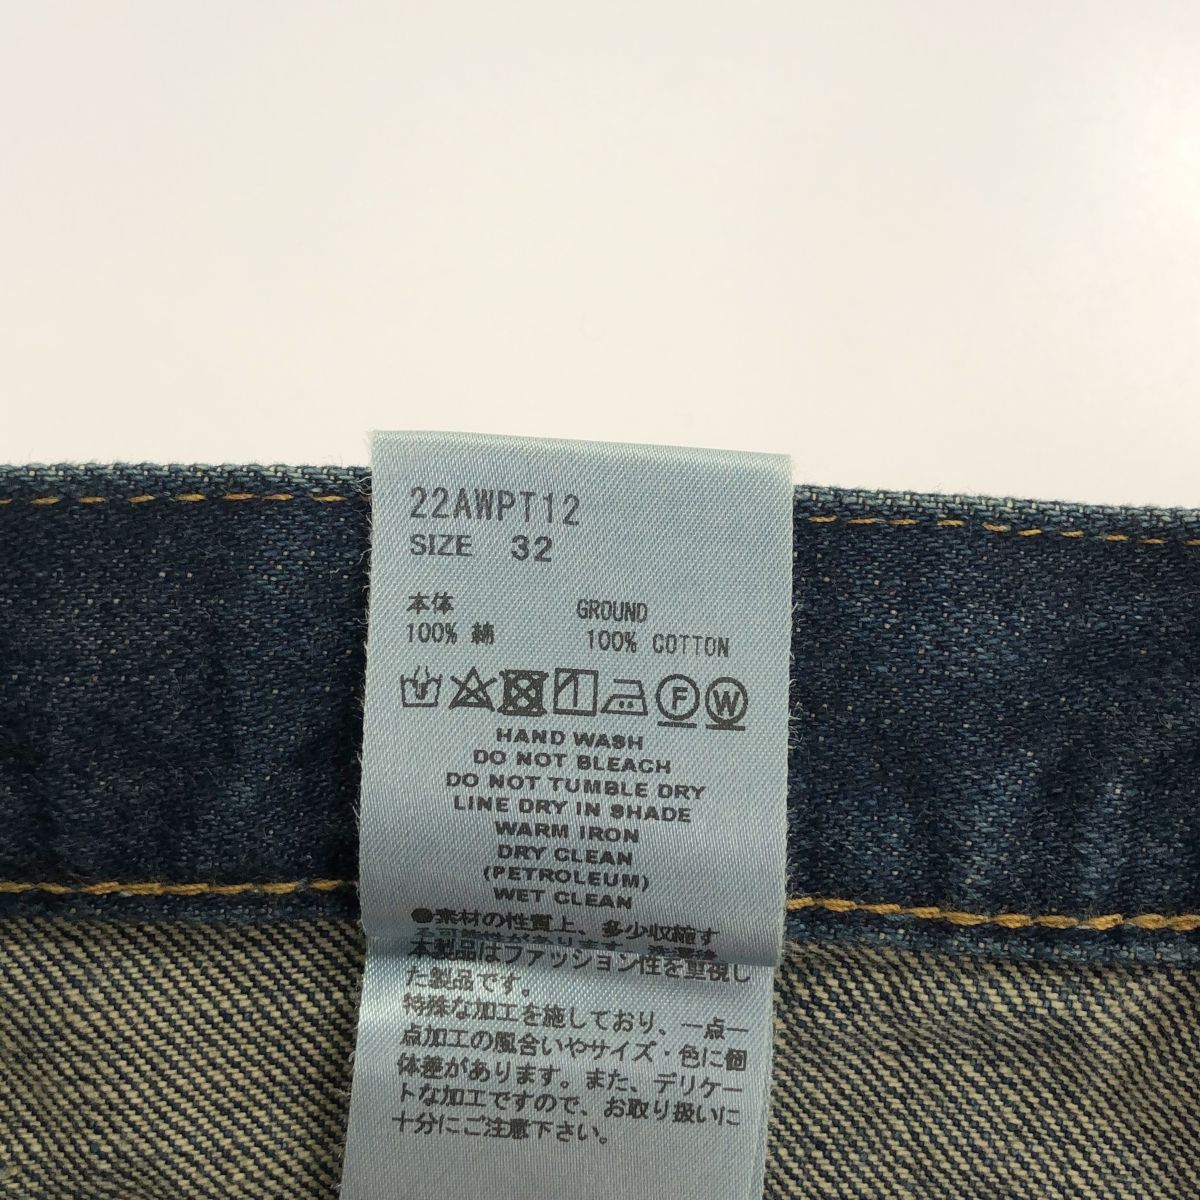 22AWPT12
SIZE 32
本体 GROUND
100% 綿 100% COTTON
F W
HAND WASH
DO NOT BLEACH
DO NOT TUMBLE DRY
LINE DRY IN SHADE
WARM IRON
DRY CLEAN
(PETROLEUM)
WET CLEAN
●素材の性質上、多少収縮す
本製品はファッション性を重視し
た製品です。
特殊な加工を施しており、一点一
点加工の風合いやサイズ・色に個
体差があります。また、デリケー
トな加工ですので、お取り扱いに
十分にご注意下さい。